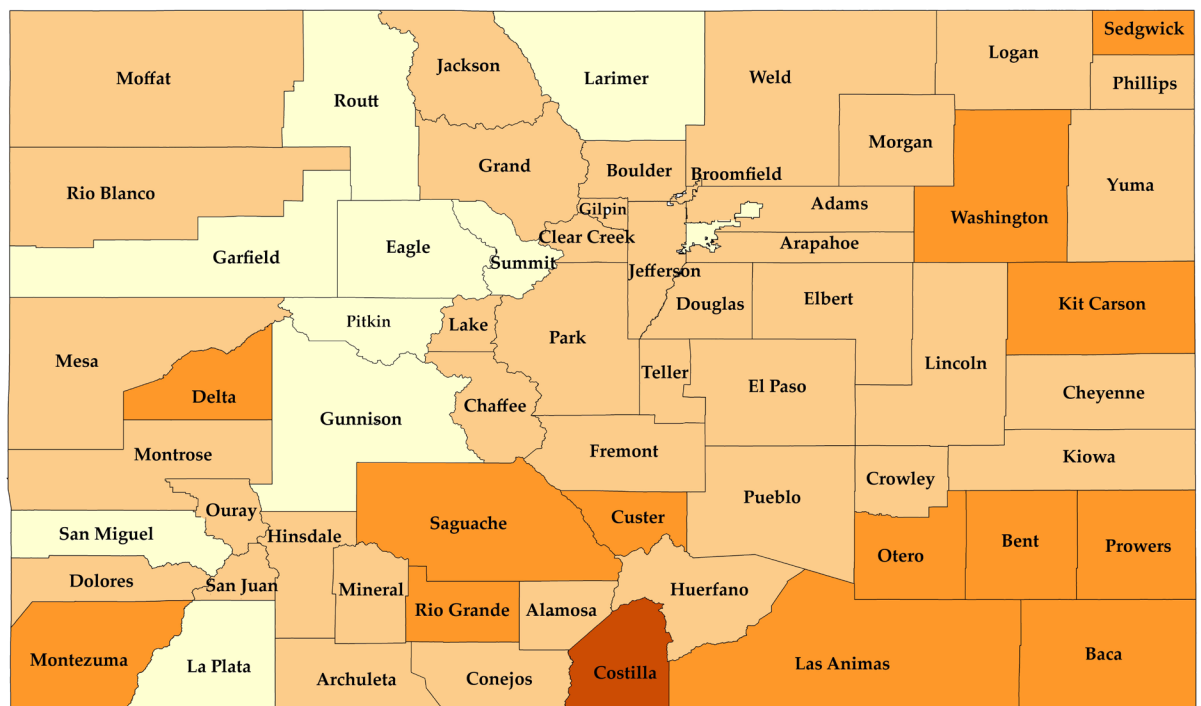 Sedgwick
Logan
Jackson
Moffat
Larimer
Weld
Phillips
Routt
Morgan
Grand
Boulder
Broomfield
Yuma
Rio Blanco
Adams
Gilpin
Washington
Clear Creek
Arapahoe
Eagle
Garfield
Summit
Jefferson
Elbert
Douglas
Kit Carson
Pitkin
Lake
Park
Mesa
Lincoln
Teller
El Paso
Cheyenne
Delta
Chaffee
Gunnison
Fremont
Montrose
Kiowa
Crowley
Pueblo
Ouray
Custer
Saguache
San Miguel
Hinsdale
Bent
Prowers
Otero
Dolores
San Juan
Mineral
Huerfano
Rio Grande
Alamosa
Baca
Montezuma
La Plata
Las Animas
Costilla
Archuleta
Conejos